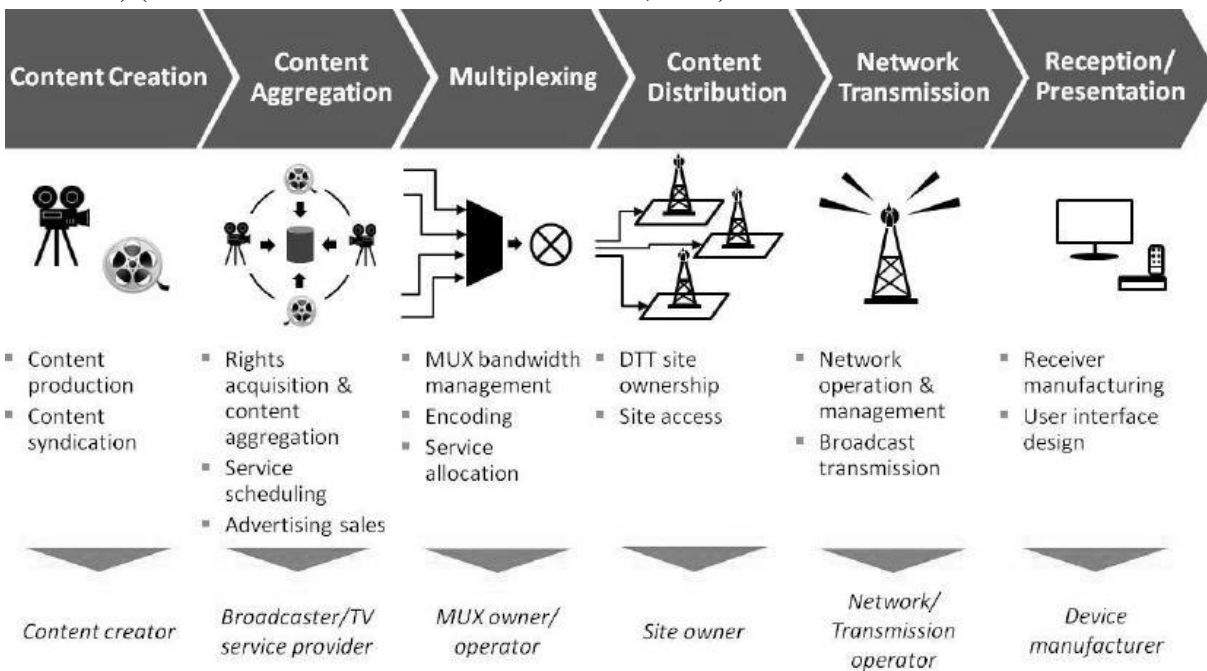 Content Creation
Content
Aggregation
Multiplexing
Content
Distribution
Network
Transmission
Reception/
Presentation
▪ Content
production
▪ Content
syndication
▪ Rights
acquisition &
content
aggregation
▪ Service
scheduling
▪ Advertising sales
▪ MUX bandwidth
management
▪ Encoding
▪ Service
allocation
▪ DTT site
ownership
▪ Site access
▪ Network
operation &
management
▪ Broadcast
transmission
▪ Receiver
manufacturing
▪ User interface
design
Content creator
Broadcaster/TV
service provider
MUX owner/
operator
Site owner
Network/
Transmission
operator
Device
manufacturer